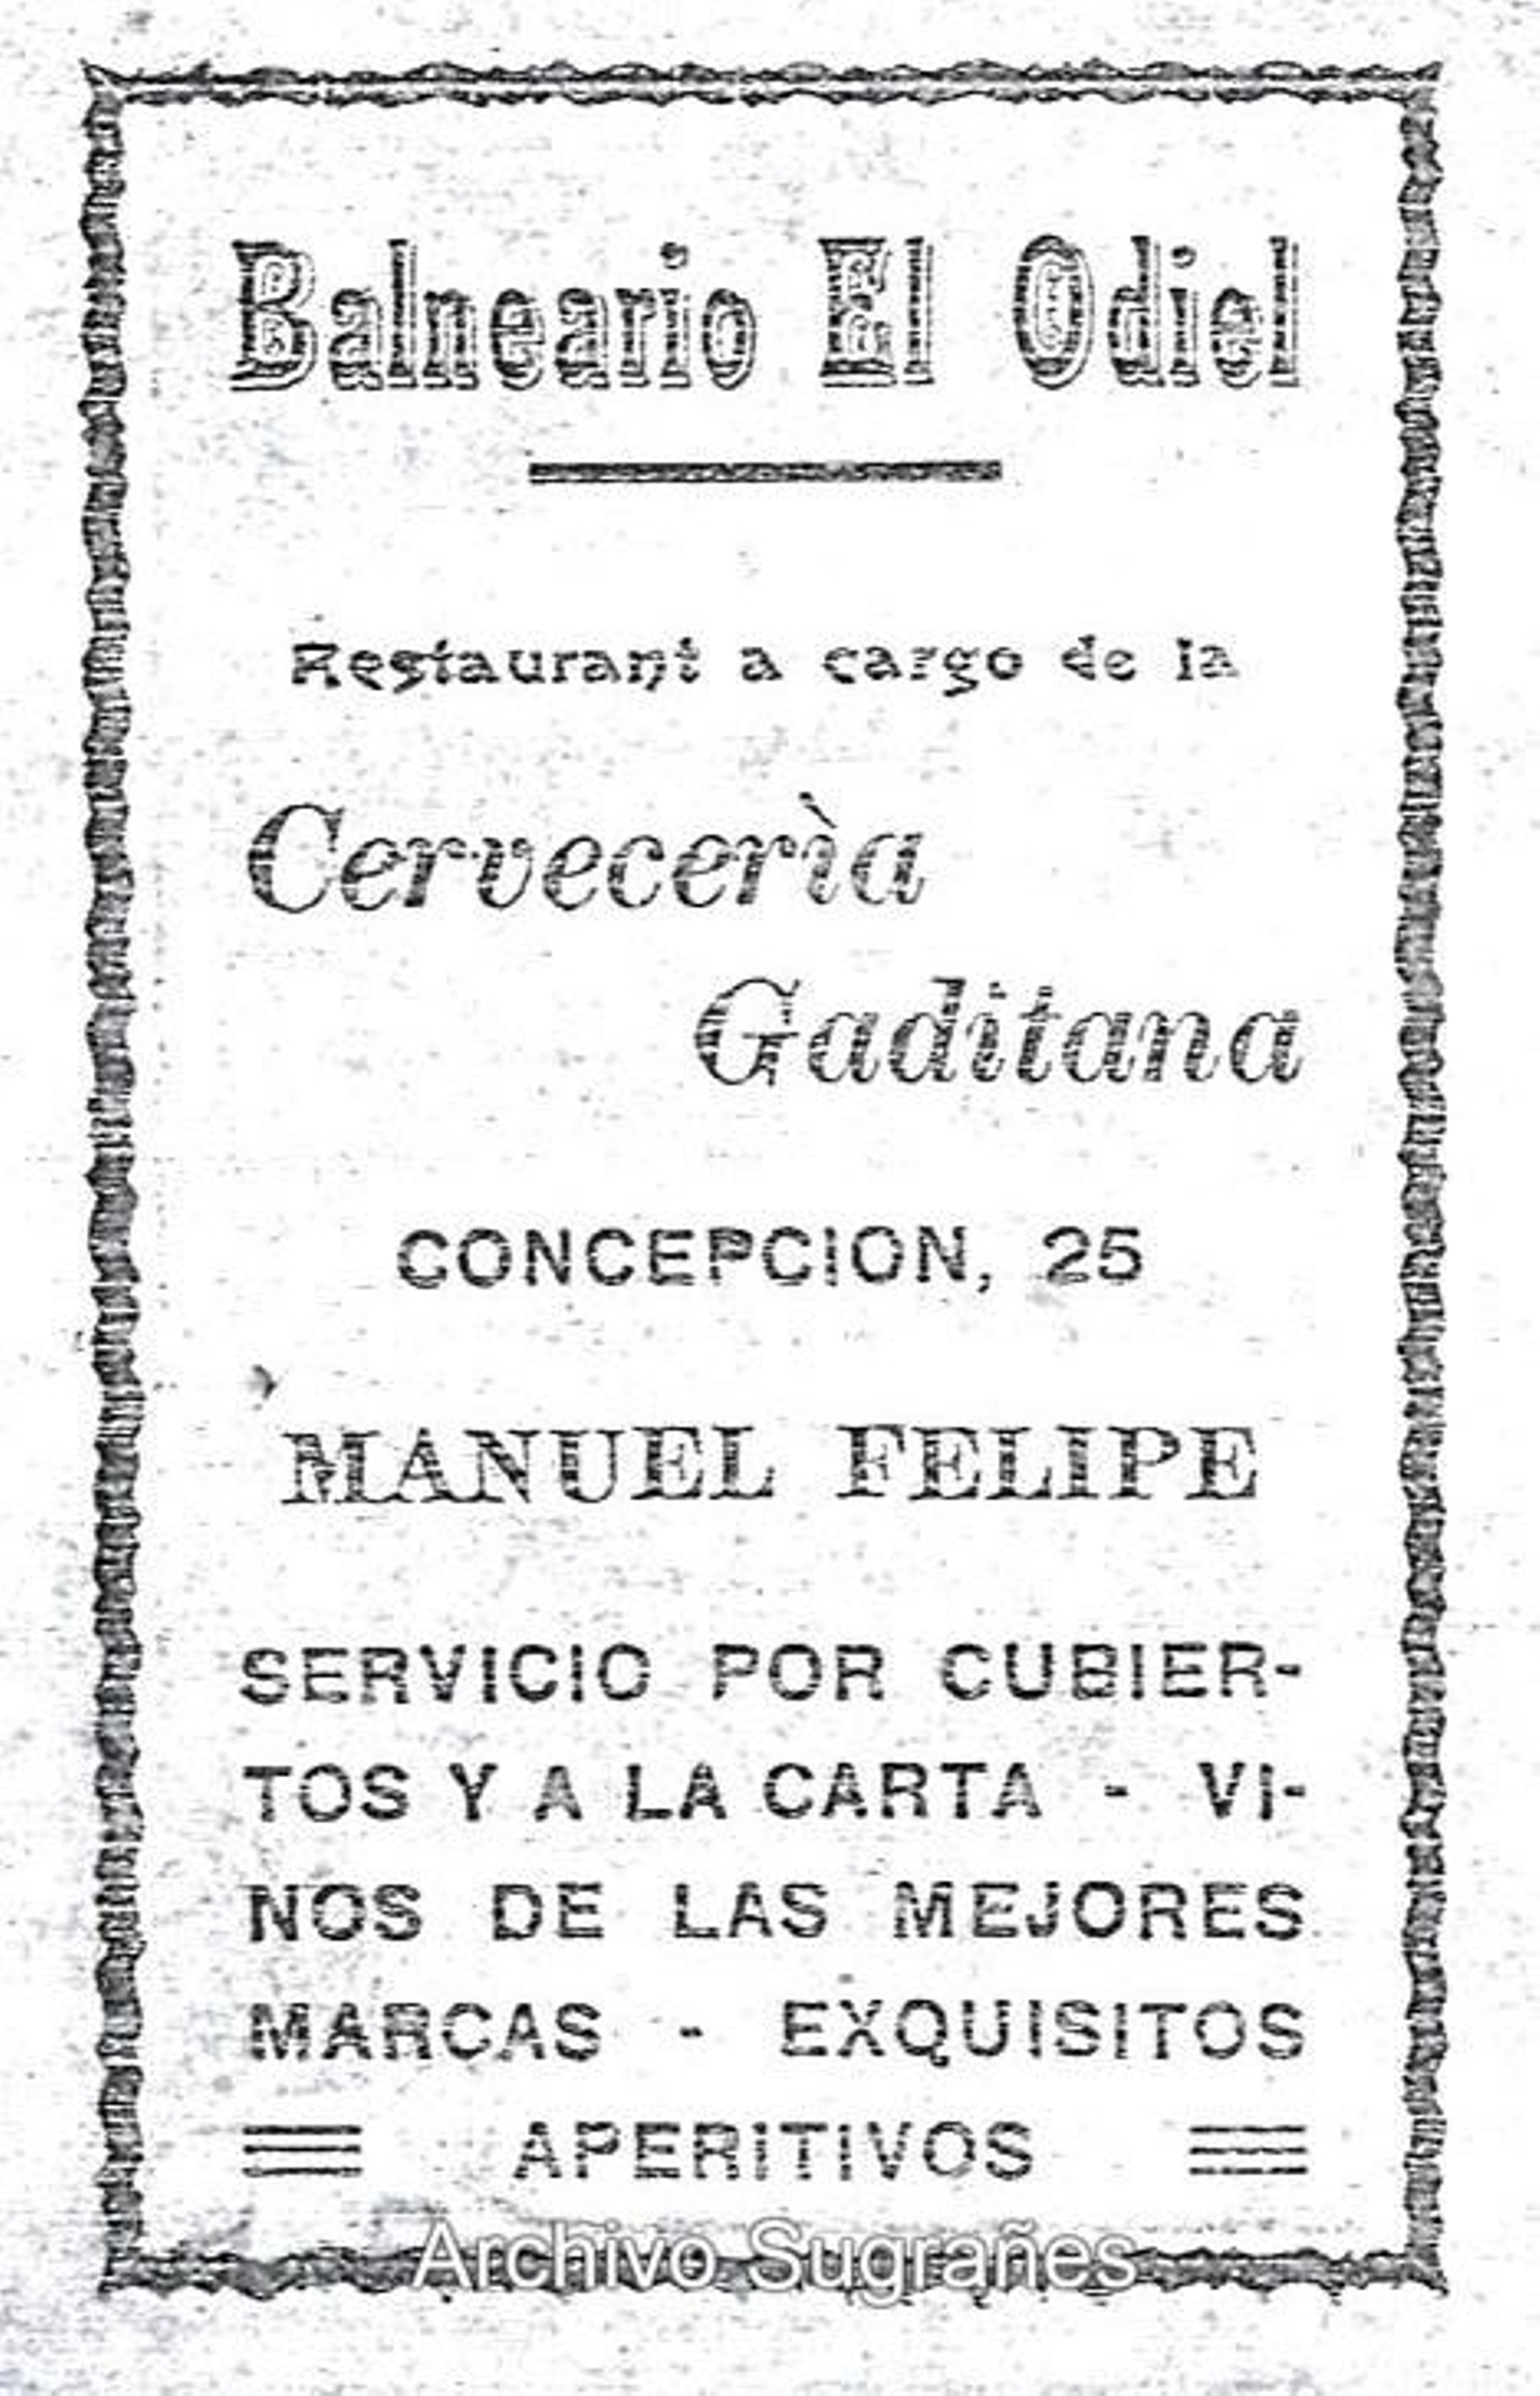 Balneario El Odiel
Restaurant a cargo de la
Cervecerìa
Gaditana
CONCEPCION, 25
MANUEL FELIPE
SERVICIO POR CUBIER-
TOS Y A LA CARTA - VI-
NOS DE LAS MEJORES
MARCAS - EXQUISITOS
APERITIVOS
Archivo Sugrañes